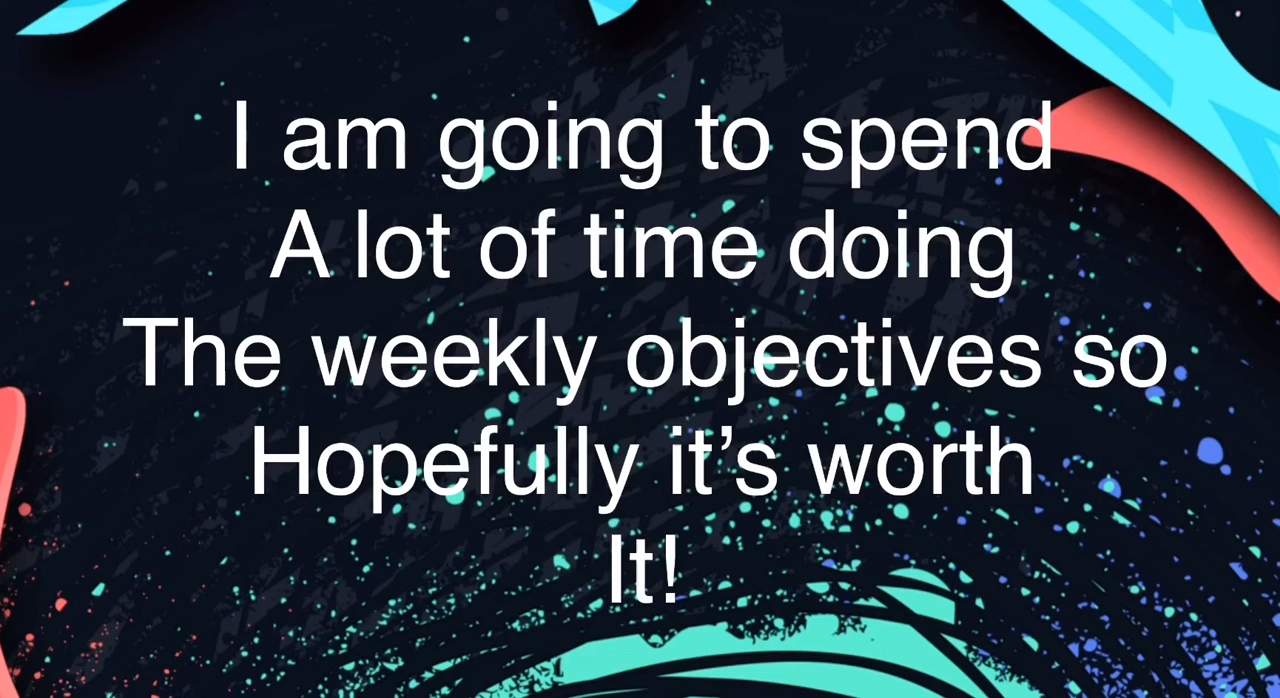 I am going to spend
A lot of time doing
The weekly objectives so
Hopefully it’s worth
It!